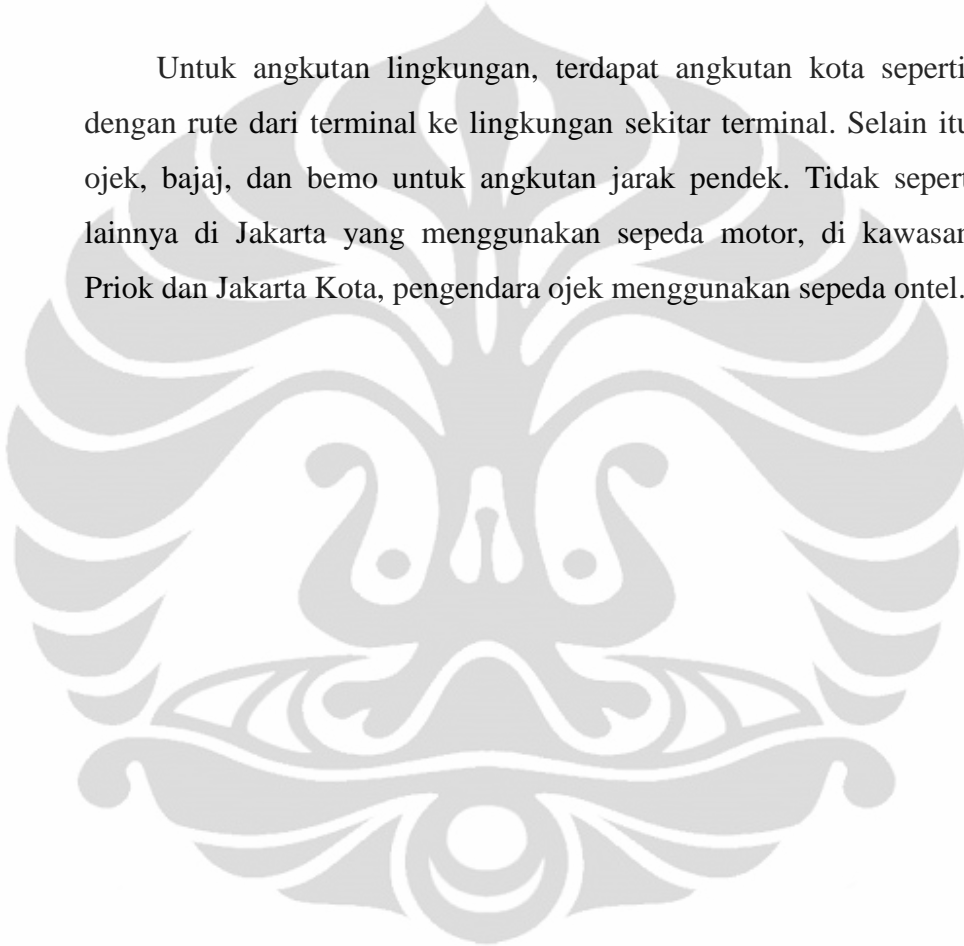 Untuk angkutan lingkungan, terdapat angkutan kota seperti
dengan rute dari terminal ke lingkungan sekitar terminal. Selain itu
ojek, bajaj, dan bemo untuk angkutan jarak pendek. Tidak sepert
lainnya di Jakarta yang menggunakan sepeda motor, di kawasan
Priok dan Jakarta Kota, pengendara ojek menggunakan sepeda ontel.